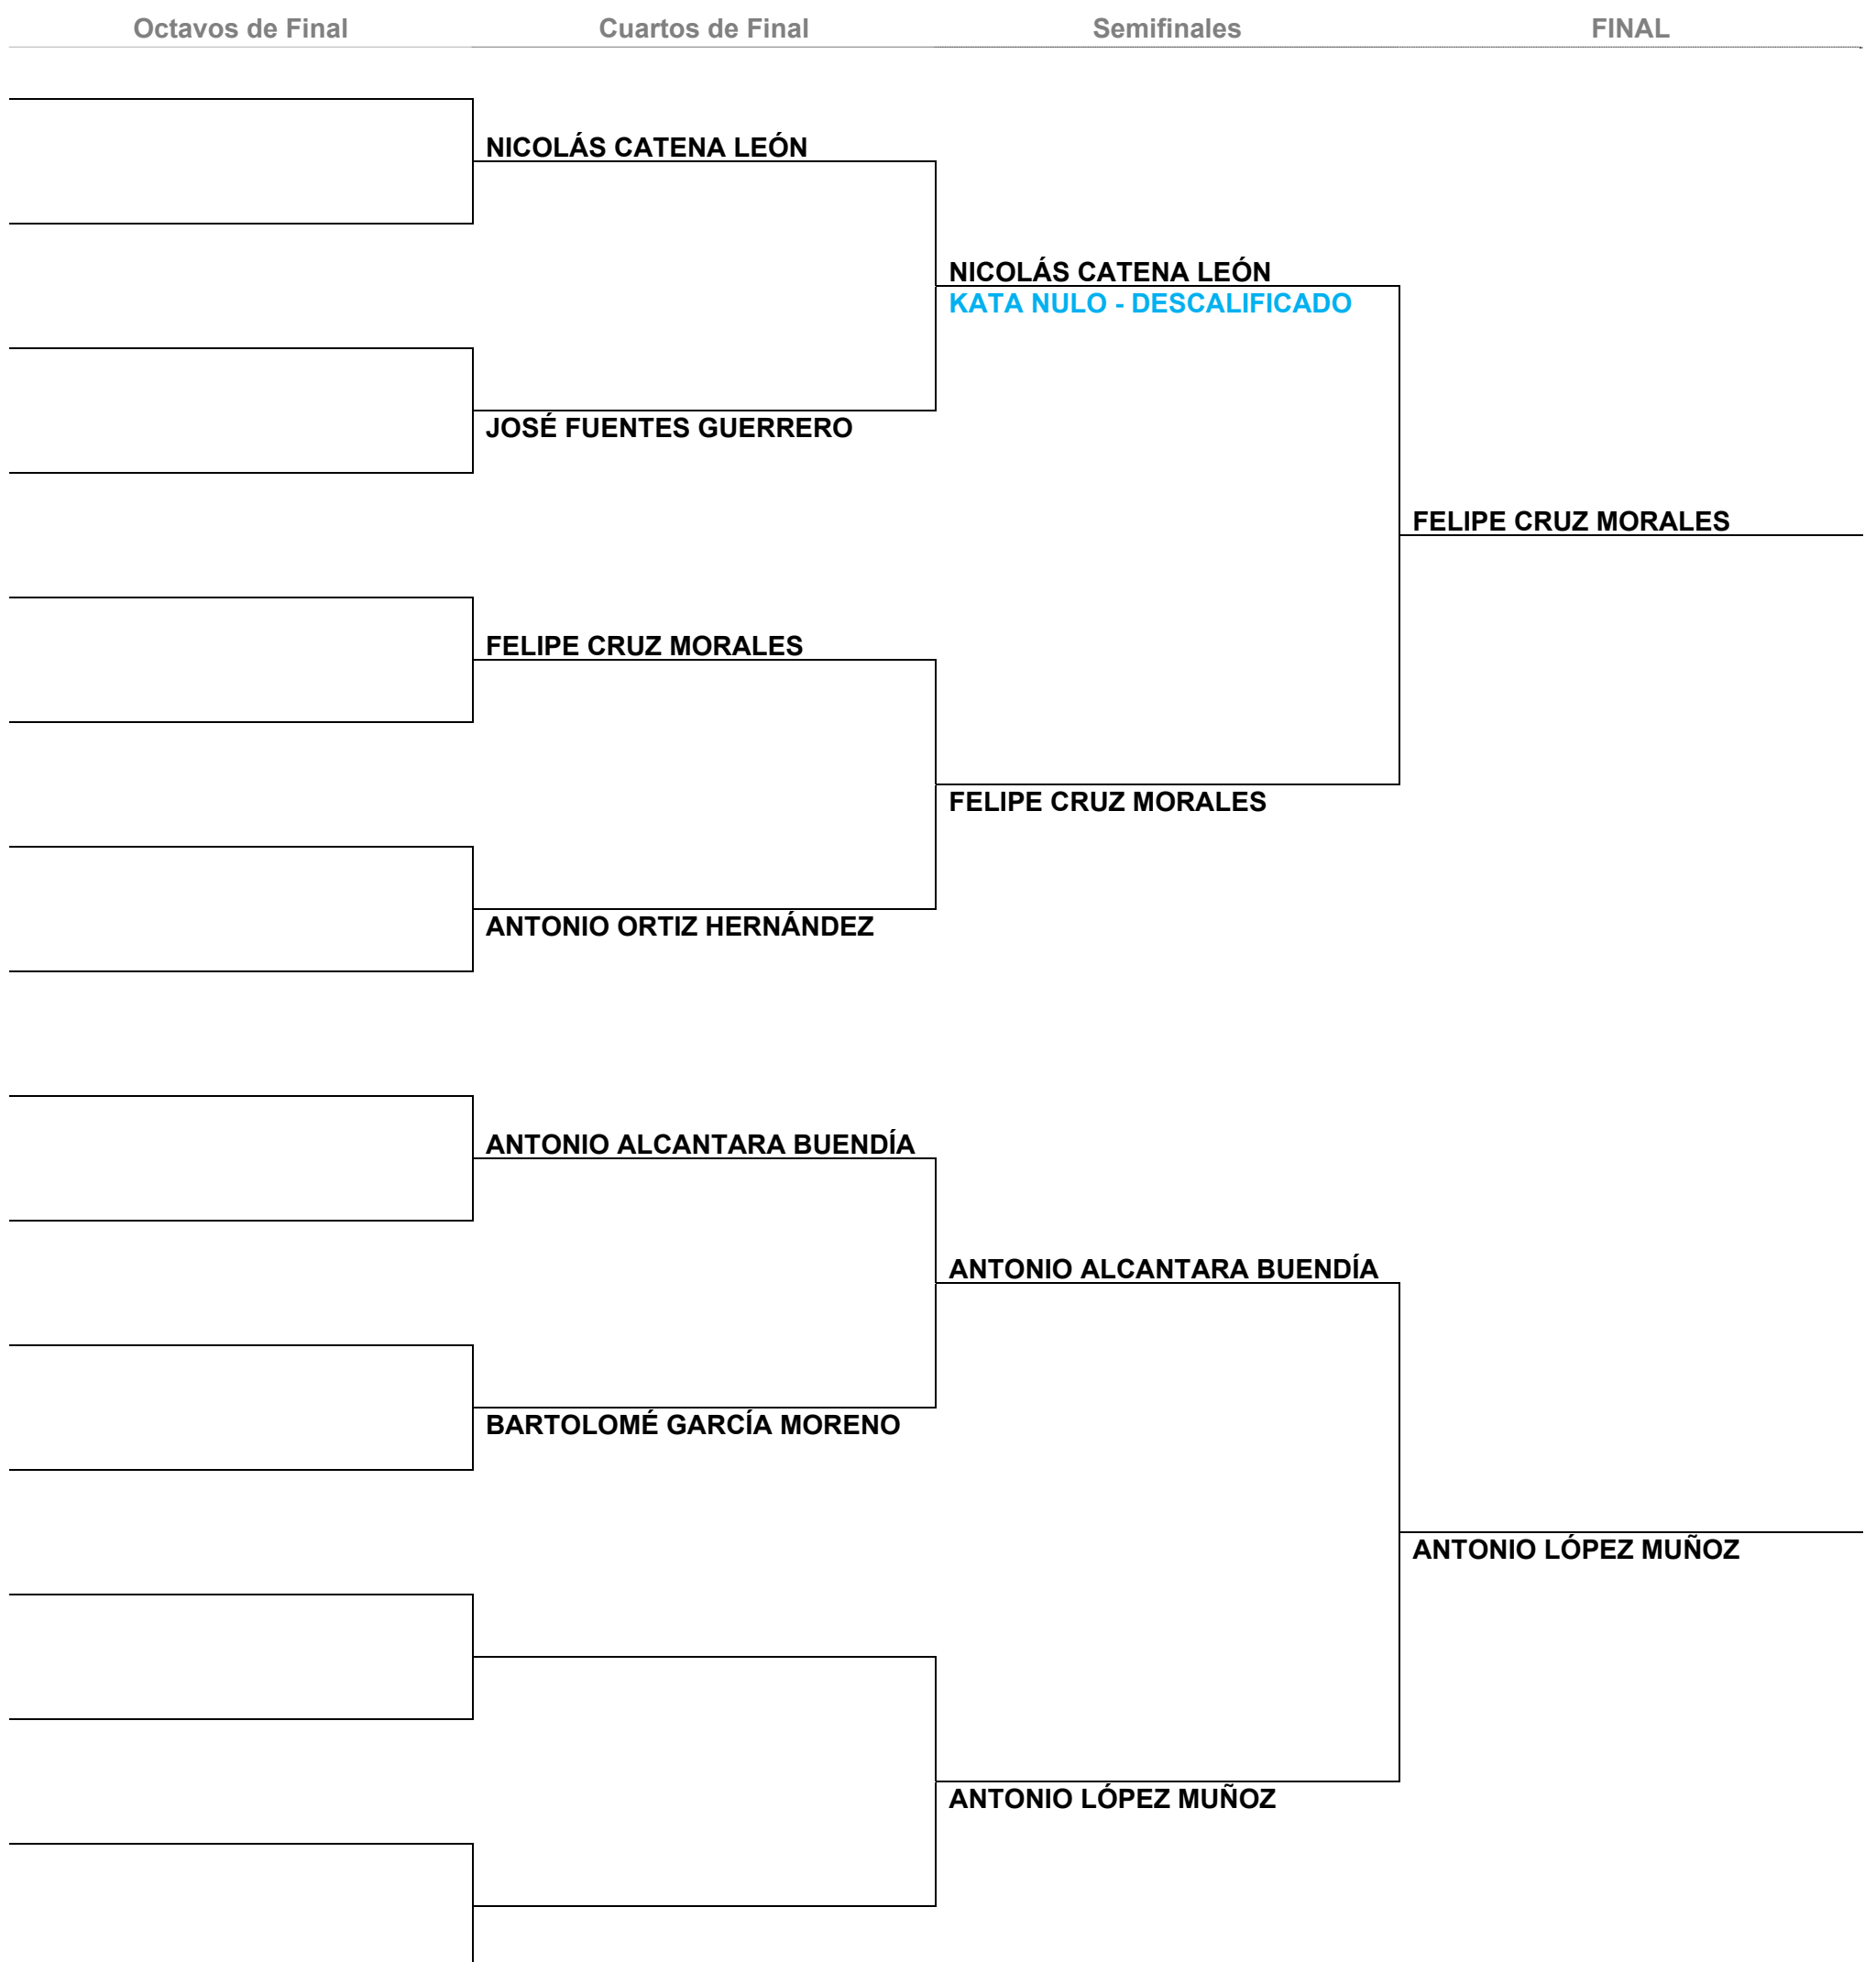 Octavos de Final Cuartos de Final Semifinales FINAL
NICOLÁS CATENA LEÓN
NICOLÁS CATENA LEÓN
KATA NULO - DESCALIFICADO
JOSÉ FUENTES GUERRERO
FELIPE CRUZ MORALES
FELIPE CRUZ MORALES
FELIPE CRUZ MORALES
ANTONIO ORTIZ HERNÁNDEZ
ANTONIO ALCANTARA BUENDÍA
ANTONIO ALCANTARA BUENDÍA
BARTOLOMÉ GARCÍA MORENO
ANTONIO LÓPEZ MUÑOZ
ANTONIO LÓPEZ MUÑOZ